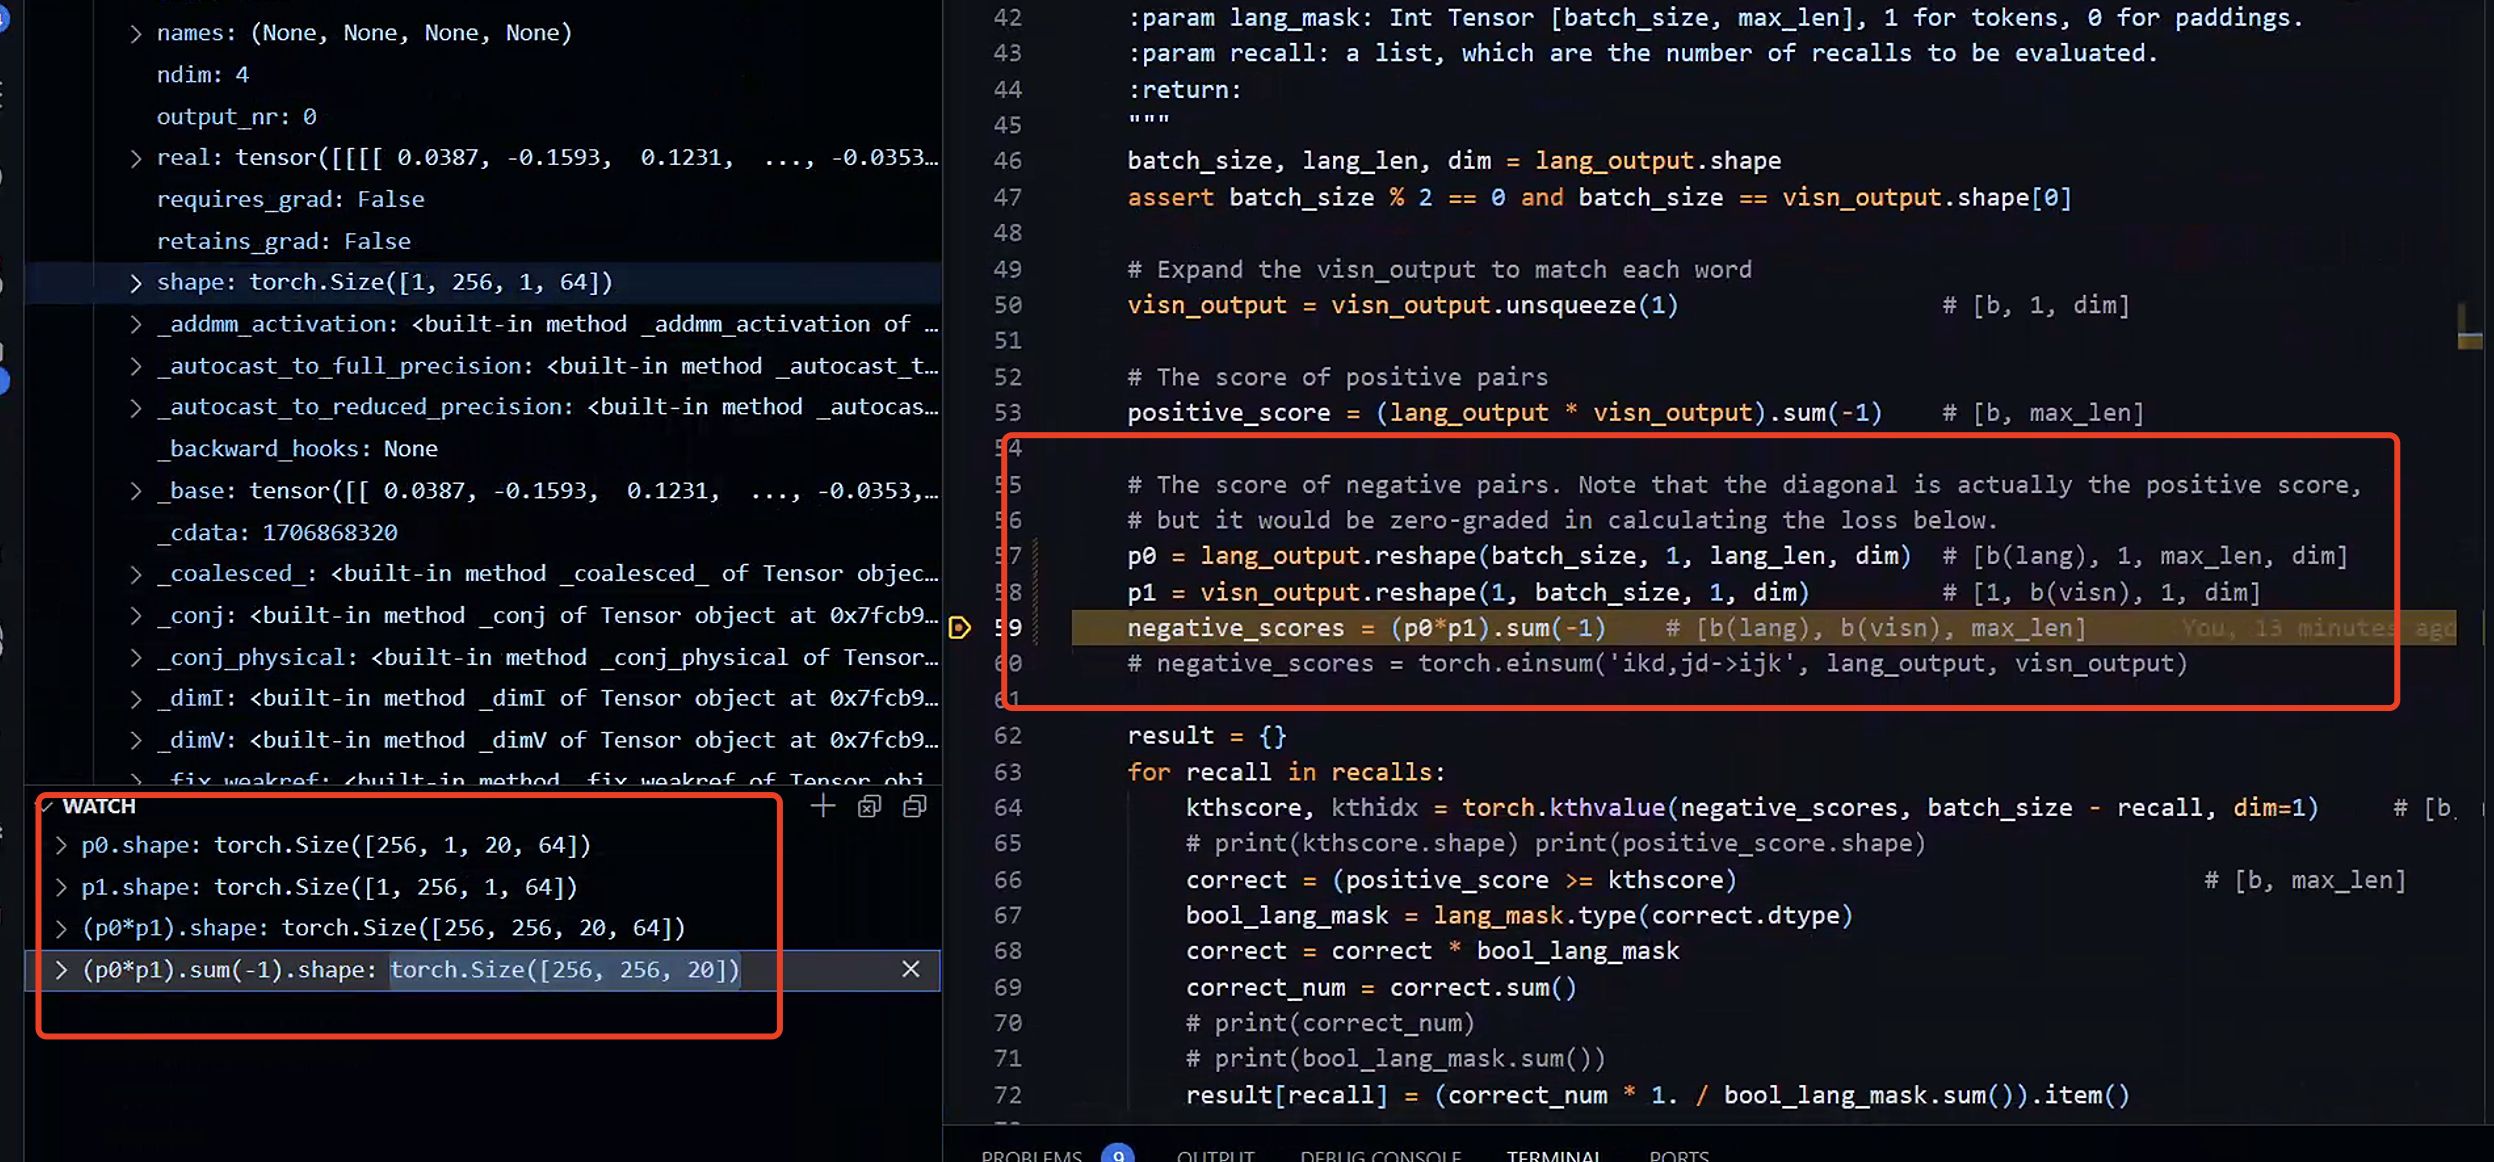 names: (None, None, None, None)
ndim: 4
output_nr: 0
real: tensor([[[[ 0.0387, -0.1593, 0.1231, ..., -0.0353…
requires_grad: False
retains_grad: False
shape: torch.Size([1, 256, 1, 64])
_addmm_activation: <built-in method _addmm_activation of …
_autocast_to_full_precision: <built-in method _autocast_t…
_autocast_to_reduced_precision: <built-in method _autocas…
_backward_hooks: None
_base: tensor([[ 0.0387, -0.1593, 0.1231, ..., -0.0353,…
_cdata: 1706868320
_coalesced_: <built-in method _coalesced_ of Tensor objec…
_conj: <built-in method _conj of Tensor object at 0x7fcb9…
_conj_physical: <built-in method _conj_physical of Tensor…
_dimI: <built-in method _dimI of Tensor object at 0x7fcb9…
_dimV: <built-in method _dimV of Tensor object at 0x7fcb9…
_fix_weakref: <built-in method _fix_weakref of Tensor obj
WATCH
p0.shape: torch.Size([256, 1, 20, 64])
p1.shape: torch.Size([1, 256, 1, 64])
(p0*p1).shape: torch.Size([256, 256, 20, 64])
(p0*p1).sum(-1).shape: torch.Size([256, 256, 20])
42 :param lang_mask: Int Tensor [batch_size, max_len], 1 for tokens, 0 for paddings.
43 :param recall: a list, which are the number of recalls to be evaluated.
44 :return:
45 """
46 batch_size, lang_len, dim = lang_output.shape
47 assert batch_size % 2 == 0 and batch_size == visn_output.shape[0]
48
49 # Expand the visn_output to match each word
50 visn_output = visn_output.unsqueeze(1) # [b, 1, dim]
51
52 # The score of positive pairs
53 positive_score = (lang_output * visn_output).sum(-1) # [b, max_len]
54
55 # The score of negative pairs. Note that the diagonal is actually the positive score,
56 # but it would be zero-graded in calculating the loss below.
57 p0 = lang_output.reshape(batch_size, 1, lang_len, dim) # [b(lang), 1, max_len, dim]
58 p1 = visn_output.reshape(1, batch_size, 1, dim) # [1, b(visn), 1, dim]
59 negative_scores = (p0*p1).sum(-1) # [b(lang), b(visn), max_len] You, 13 minutes ago
60 # negative_scores = torch.einsum('ikd,jd->ijk', lang_output, visn_output)
61
62 result = {}
63 for recall in recalls:
64 kthscore, kthidx = torch.kthvalue(negative_scores, batch_size - recall, dim=1) # [b,
65 # print(kthscore.shape) print(positive_score.shape)
66 correct = (positive_score >= kthscore) # [b, max_len]
67 bool_lang_mask = lang_mask.type(correct.dtype)
68 correct = correct * bool_lang_mask
69 correct_num = correct.sum()
70 # print(correct_num)
71 # print(bool_lang_mask.sum())
72 result[recall] = (correct_num * 1. / bool_lang_mask.sum()).item()
PROBLEMS 9 OUTPUT DEBUG CONSOLE TERMINAL PORTS